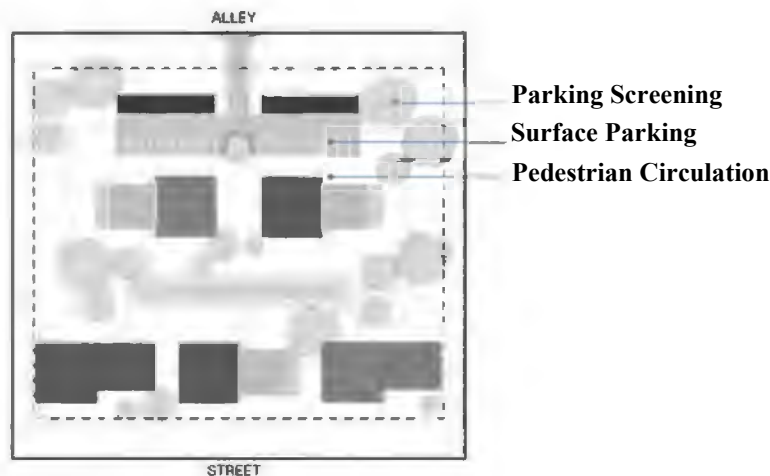 ALLEY
Parking Screening
Surface Parking
Pedestrian Circulation
STREET